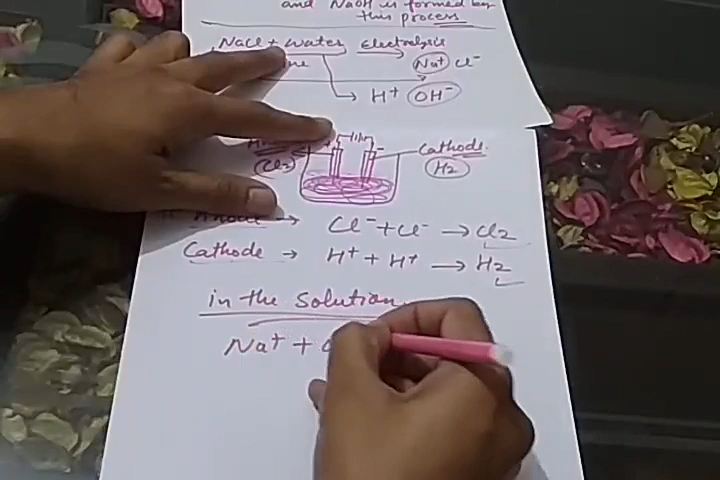 and NaOH is formed by
this process
NaCl + water electrolysis → Na+ Cl-
→ H+ OH-
+ -
Cathode
(Cl2) H2
→ Cl- + Cl- → Cl2
Cathode → H+ + H+ → H2
in the solution
Na+ +